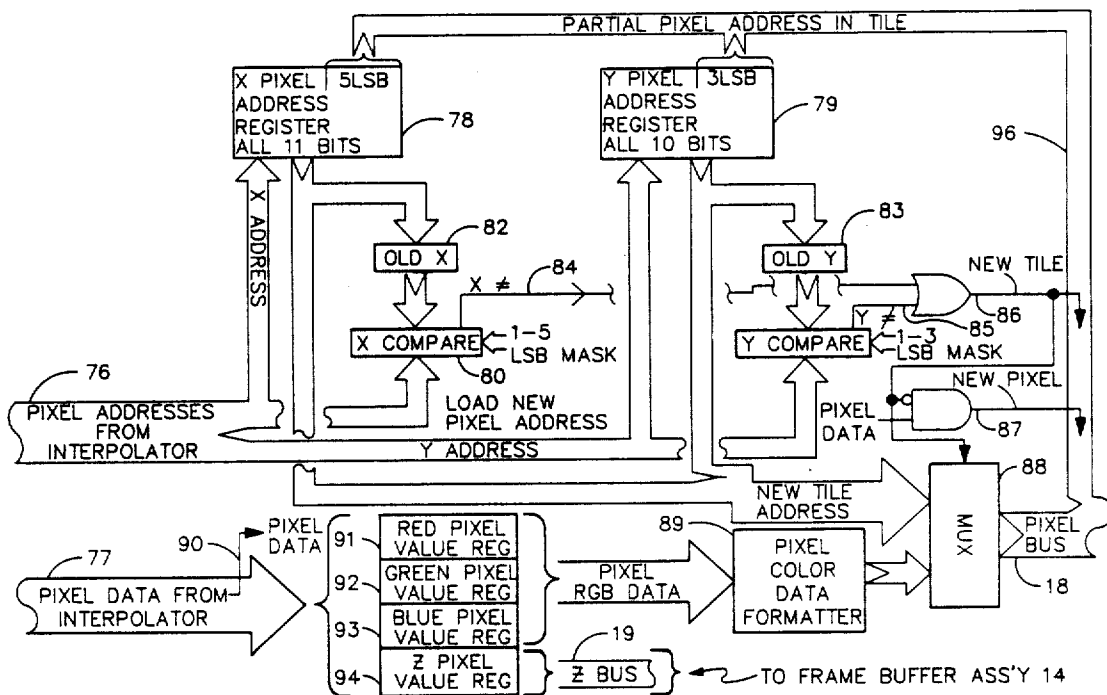 PARTIAL PIXEL ADDRESS IN TILE
X PIXEL 5LSB
ADDRESS
REGISTER
ALL 11 BITS
78
Y PIXEL 3LSB
ADDRESS
REGISTER
ALL 10 BITS
79
96
X ADDRESS
82
OLD X
84
X ≠
X COMPARE
1-5
LSB MASK
80
83
OLD Y
NEW TILE
86
Y ≠
85
Y COMPARE
1-3
LSB MASK
NEW PIXEL
PIXEL
DATA
87
76
PIXEL ADDRESSES
FROM
INTERPOLATOR
LOAD NEW
PIXEL ADDRESS
Y ADDRESS
88
NEW TILE
ADDRESS
MUX
PIXEL
BUS
18
77
90
PIXEL
DATA
PIXEL DATA FROM
INTERPOLATOR
91
RED PIXEL
VALUE REG
92
GREEN PIXEL
VALUE REG
93
BLUE PIXEL
VALUE REG
94
Z PIXEL
VALUE REG
PIXEL
RGB DATA
89
PIXEL
COLOR
DATA
FORMATTER
19
Z BUS
TO FRAME BUFFER ASS'Y 14